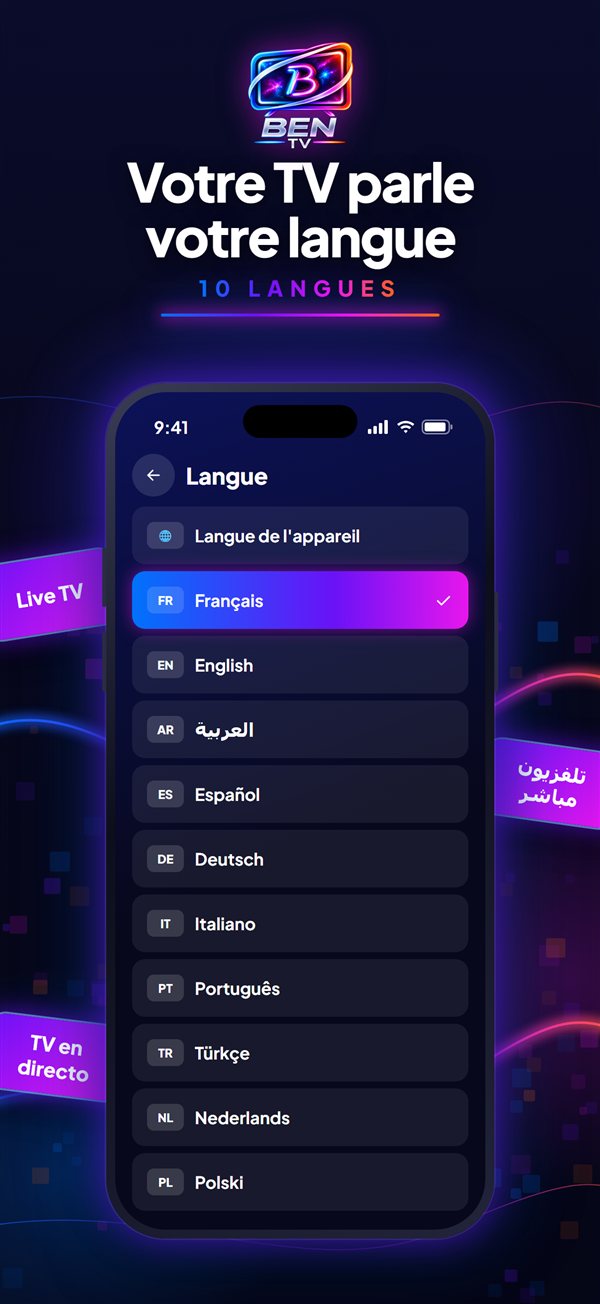 B
BEN
TV
Votre TV parle
votre langue
10 LANGUES
9:41
Langue
Langue de l'appareil
FR Français
EN English
AR العربية
ES Español
DE Deutsch
IT Italiano
PT Português
TR Türkçe
NL Nederlands
PL Polski
Live TV
تلفزيون
مباشر
TV en
directo